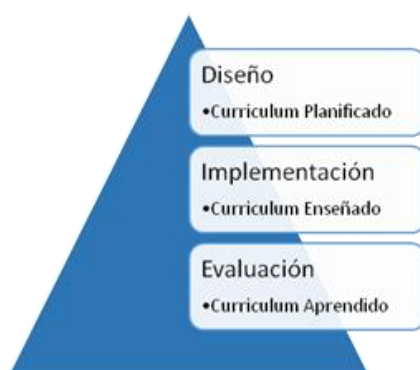 Diseño
•Curriculum Planificado
Implementación
•Curriculum Enseñado
Evaluación
•Curriculum Aprendido